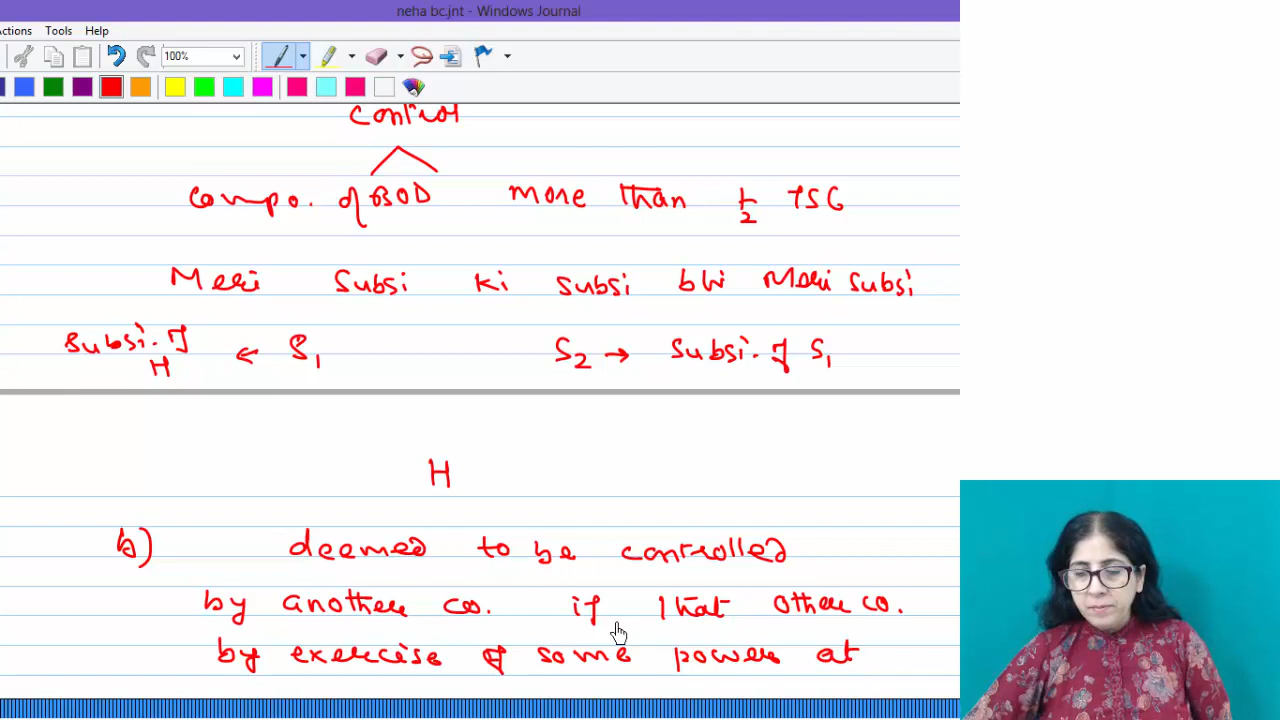 neha bc.jnt - Windows Journal
Actions Tools Help
100%
Control
Compo. of BOD more than 1/2 TSC
Meri Subsi ki subsi bhi Meri subsi
Subsi. of H ← S1 S2 → Subsi. of S1
H
b) deemed to be controlled
by another co. if that other co.
by exercise of some powers at